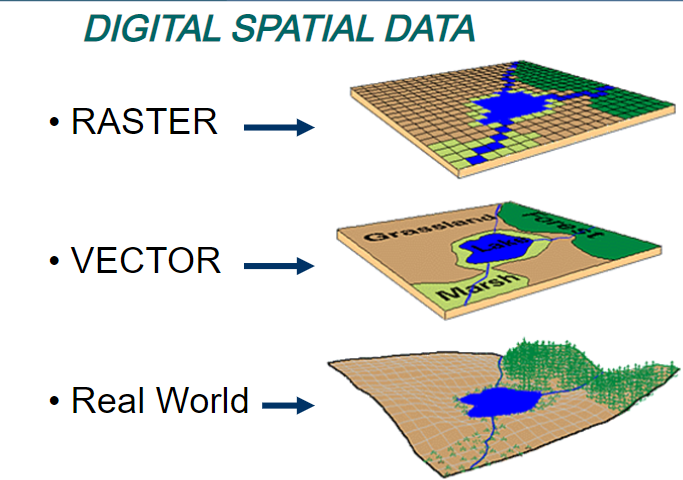 DIGITAL SPATIAL DATA
• RASTER
• VECTOR
Grassland
Forest
Lake
Marsh
• Real World